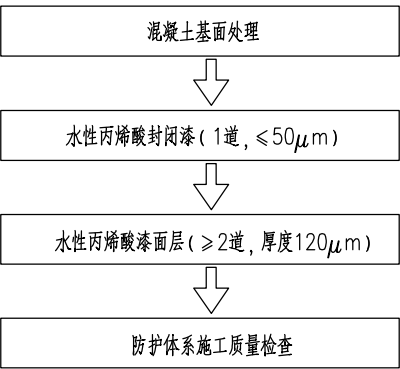 混凝土基面处理
水性丙烯酸封闭漆(1道,≤50μm)
水性丙烯酸漆面层(≥2道,厚度120μm)
防护体系施工质量检查